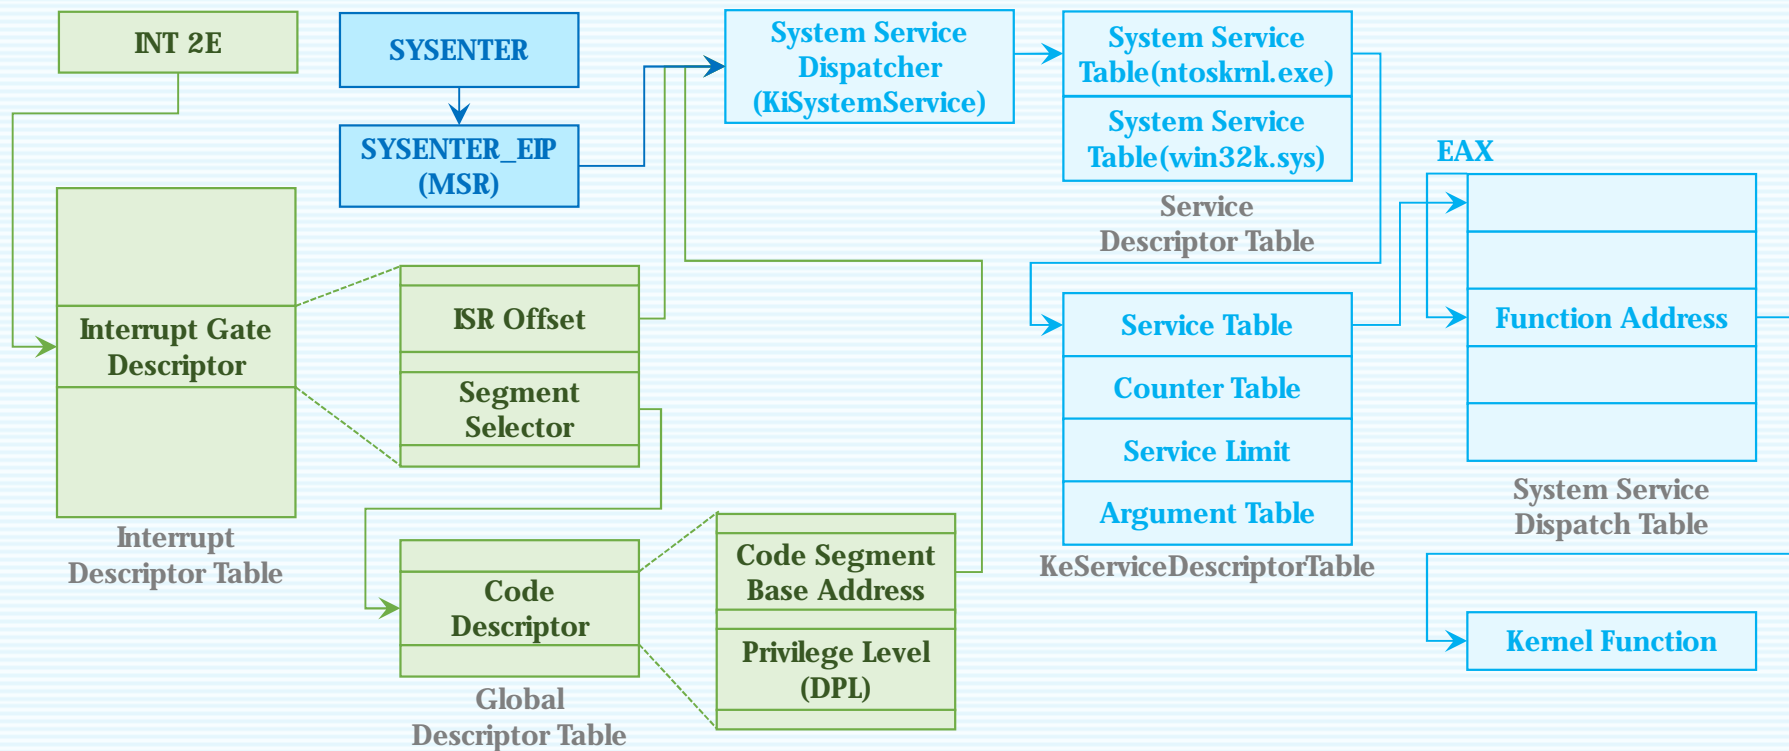 INT 2E
SYSENTER
SYSENTER_EIP
(MSR)
System Service
Dispatcher
(KiSystemService)
System Service
Table(ntoskrnl.exe)
System Service
Table(win32k.sys)
Service
Descriptor Table
EAX
Interrupt Gate
Descriptor
Interrupt
Descriptor Table
ISR Offset
Segment
Selector
Code
Descriptor
Global
Descriptor Table
Code Segment
Base Address
Privilege Level
(DPL)
Service Table
Counter Table
Service Limit
Argument Table
KeServiceDescriptorTable
Function Address
System Service
Dispatch Table
Kernel Function